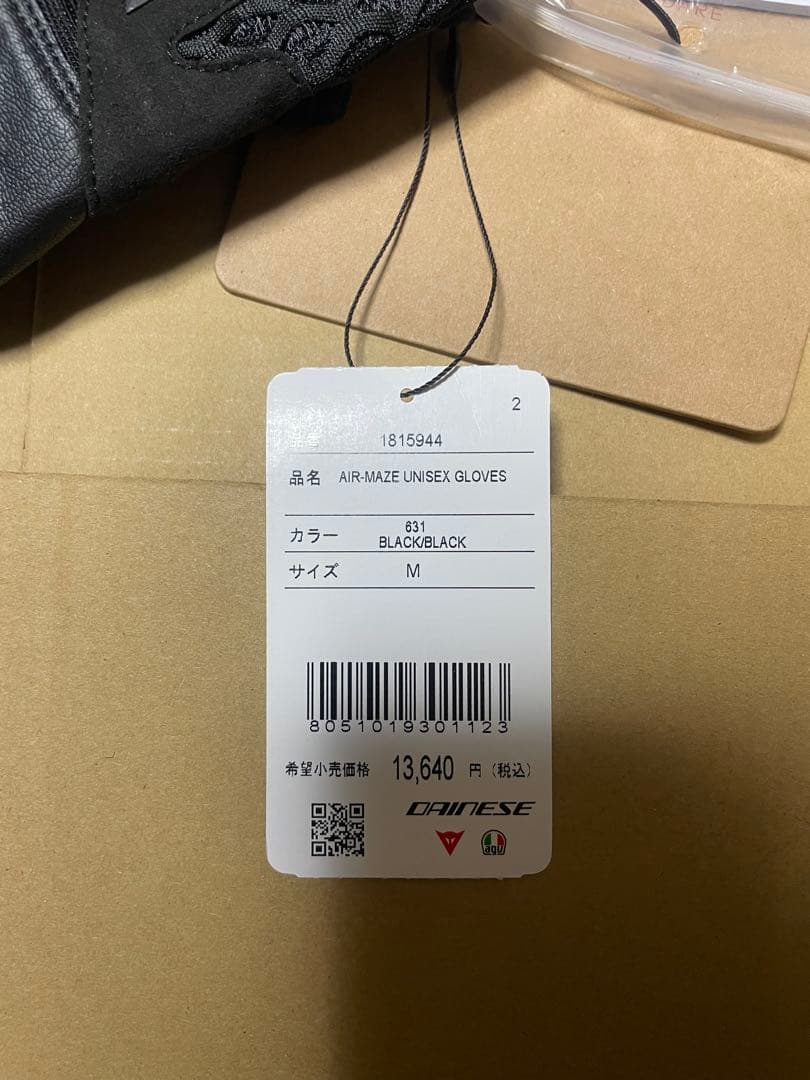 2
1815944
品名 AIR-MAZE UNISEX GLOVES
カラー 631
BLACK/BLACK
サイズ M
8051019301123
希望小売価格 13,640 円 (税込)
DAINESE
agv